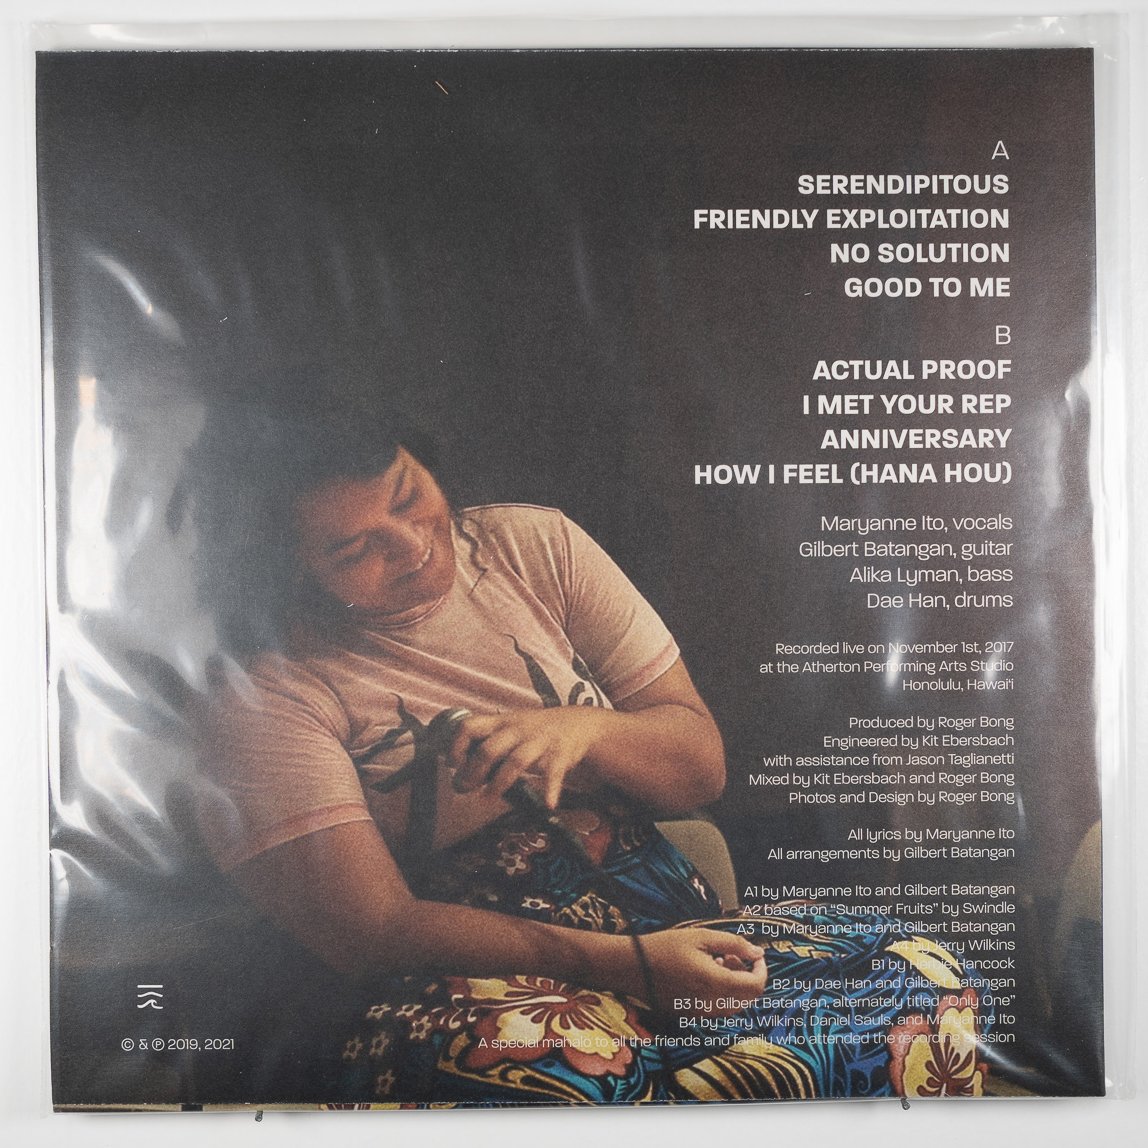 A
SERENDIPITOUS
FRIENDLY EXPLOITATION
NO SOLUTION
GOOD TO ME
B
ACTUAL PROOF
I MET YOUR REP
ANNIVERSARY
HOW I FEEL (HANA HOU)
Maryanne Ito, vocals
Gilbert Batangan, guitar
Alika Lyman, bass
Dae Han, drums
Recorded live on November 1st, 2017
at the Atherton Performing Arts Studio
Honolulu, Hawaiʻi
Produced by Roger Bong
Engineered by Kit Ebersbach
with assistance from Jason Taglianetti
Mixed by Kit Ebersbach and Roger Bong
Photos and Design by Roger Bong
All lyrics by Maryanne Ito
All arrangements by Gilbert Batangan
A1 by Maryanne Ito and Gilbert Batangan
A2 based on “Summer Fruits” by Swindle
A3 by Maryanne Ito and Gilbert Batangan
A4 by Jerry Wilkins
B1 by Herbie Hancock
B2 by Dae Han and Gilbert Batangan
B3 by Gilbert Batangan, alternately titled “Only One”
B4 by Jerry Wilkins, Daniel Sauls, and Maryanne Ito
A special mahalo to all the friends and family who attended the recording session
© & ℗ 2019, 2021